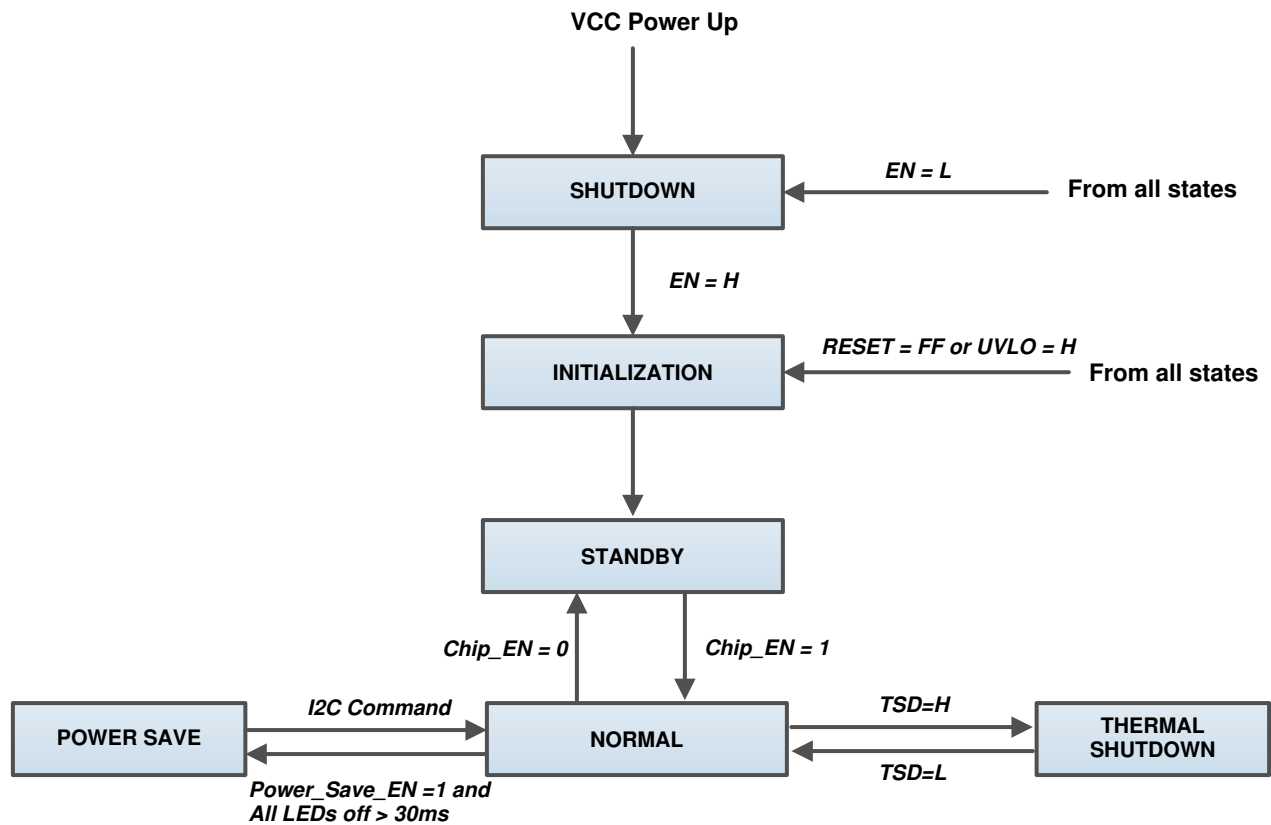 VCC Power Up
SHUTDOWN
EN = L
From all states
EN = H
INITIALIZATION
RESET = FF or UVLO = H
From all states
STANDBY
Chip_EN = 0
Chip_EN = 1
POWER SAVE
I2C Command
NORMAL
TSD=H
THERMAL
SHUTDOWN
TSD=L
Power_Save_EN =1 and
All LEDs off > 30ms